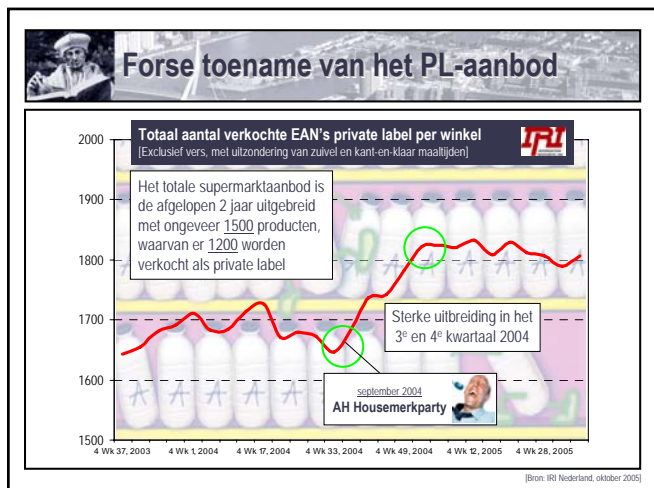 Forse toename van het PL-aanbod
Totaal aantal verkochte EAN's private label per winkel
[Exclusief vers, met uitzondering van zuivel en kant-en-klaar maaltijden]
IRI
2000
1900
1800
1700
1600
1500
Het totale supermarktaanbod is
de afgelopen 2 jaar uitgebreid
met ongeveer 1500 producten,
waarvan er 1200 worden
verkocht als private label
Sterke uitbreiding in het
3e en 4e kwartaal 2004
september 2004
AH Housemerkparty
4 Wk 37, 2003
4 Wk 1, 2004
4 Wk 17, 2004
4 Wk 33, 2004
4 Wk 49, 2004
4 Wk 12, 2005
4 Wk 28, 2005
[Bron: IRI Nederland, oktober 2005]